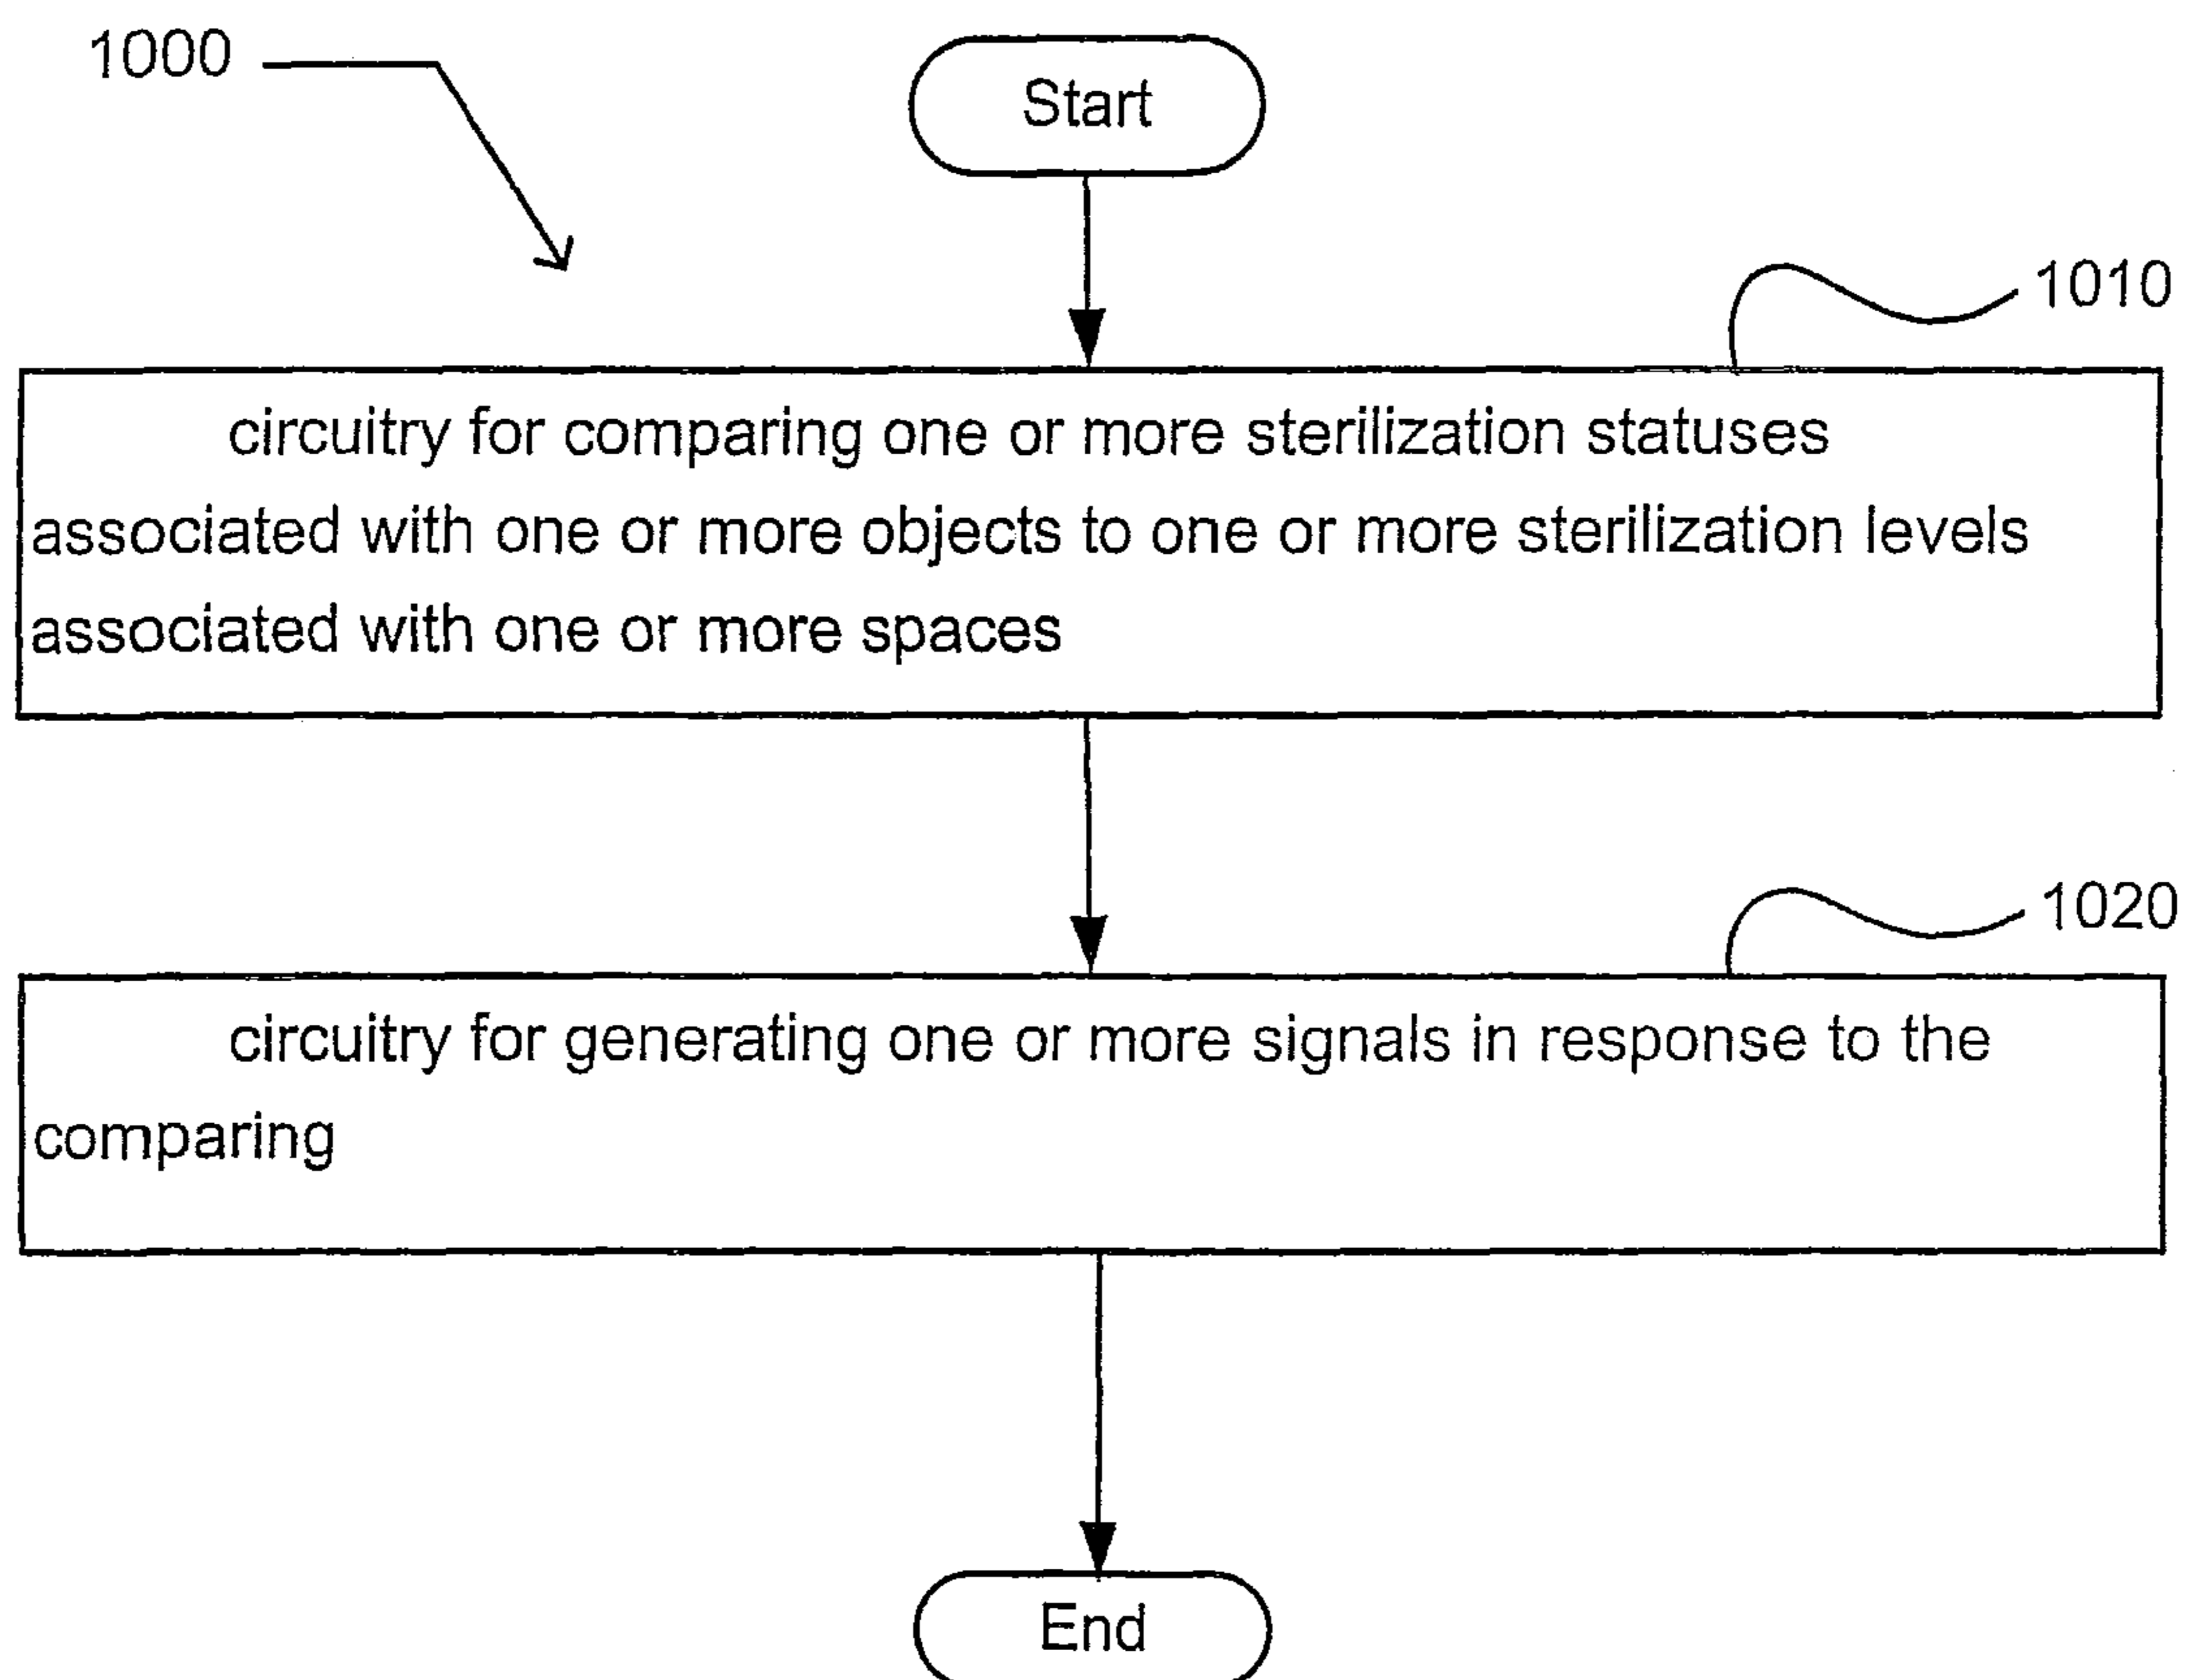 1000
Start
1010
circuitry for comparing one or more sterilization statuses
associated with one or more objects to one or more sterilization levels
associated with one or more spaces
1020
circuitry for generating one or more signals in response to the
comparing
End